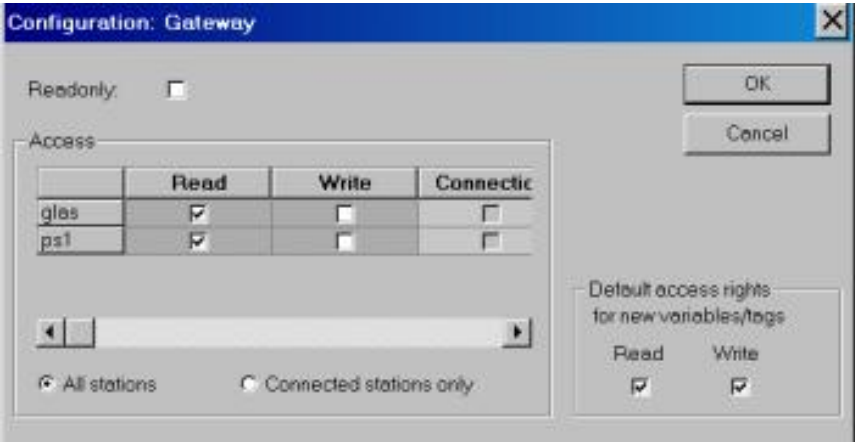 Configuration: Gateway
Readonly:
OK
Cancel
Access
Read Write Connectic
glas
ps1
Default access rights
for new variables/tags
Read Write
All stations Connected stations only